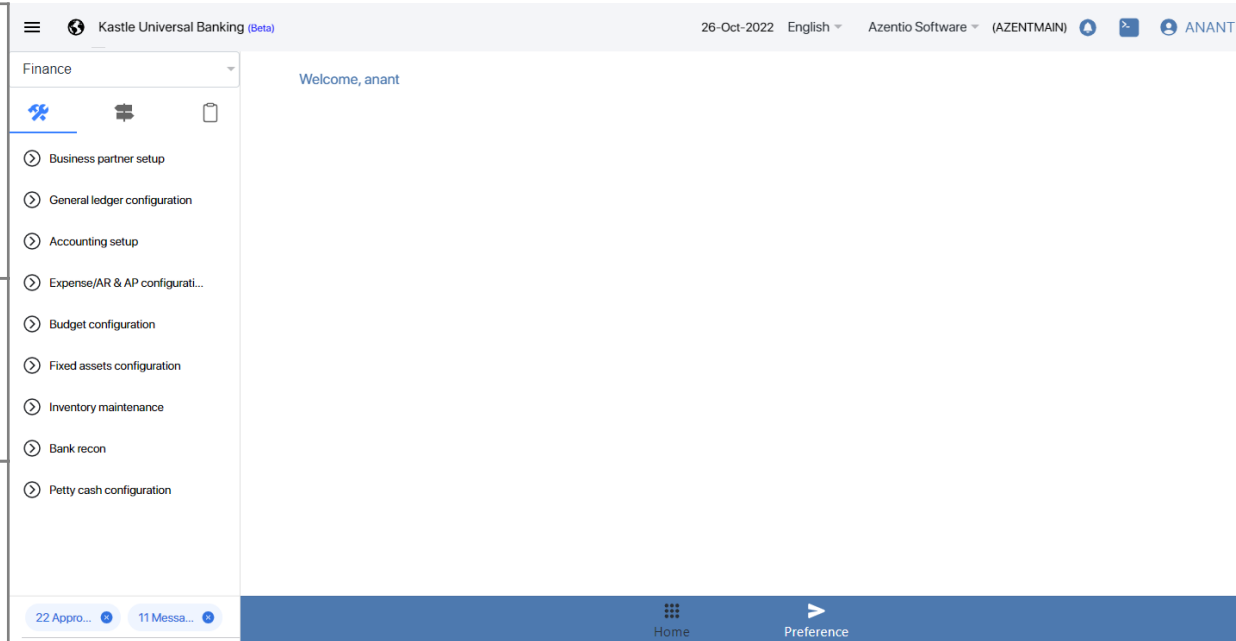 Kastle Universal Banking (Beta)
26-Oct-2022 English Azentio Software (AZENTMAIN) ANANT
Finance
Welcome, anant
Business partner setup
General ledger configuration
Accounting setup
Expense/AR & AP configurati...
Budget configuration
Fixed assets configuration
Inventory maintenance
Bank recon
Petty cash configuration
22 Appro... 11 Messa...
Home Preference